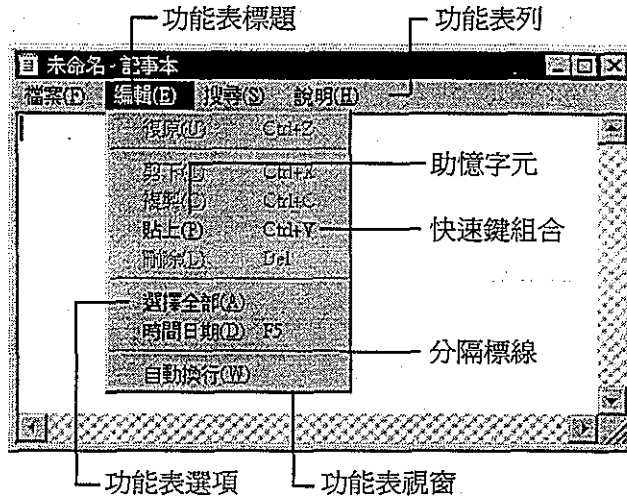 功能表標題 功能表列
未命名 - 記事本
檔案(F) 編輯(E) 搜尋(S) 說明(H)
復原(U) Ctrl+Z
剪下(T) Ctrl+X
助憶字元
複製(C) Ctrl+C
貼上(P) Ctrl+V
快速鍵組合
刪除(L) Del
選擇全部(A)
時間日期(D) F5
分隔標線
自動換行(W)
功能表選項 功能表視窗